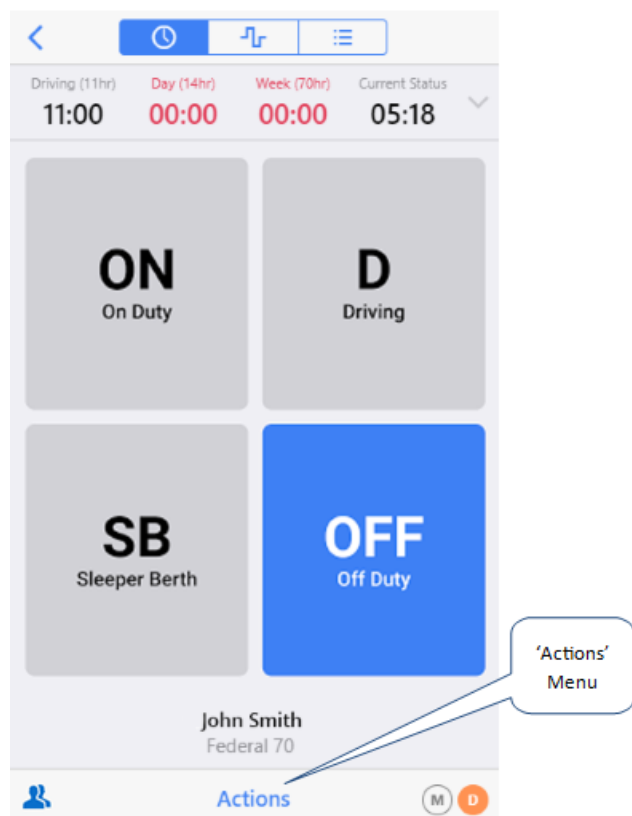 Driving (11hr) Day (14hr) Week (70hr) Current Status
11:00 00:00 00:00 05:18
ON
On Duty
D
Driving
SB
Sleeper Berth
OFF
Off Duty
‘Actions’
Menu
John Smith
Federal 70
Actions
M D